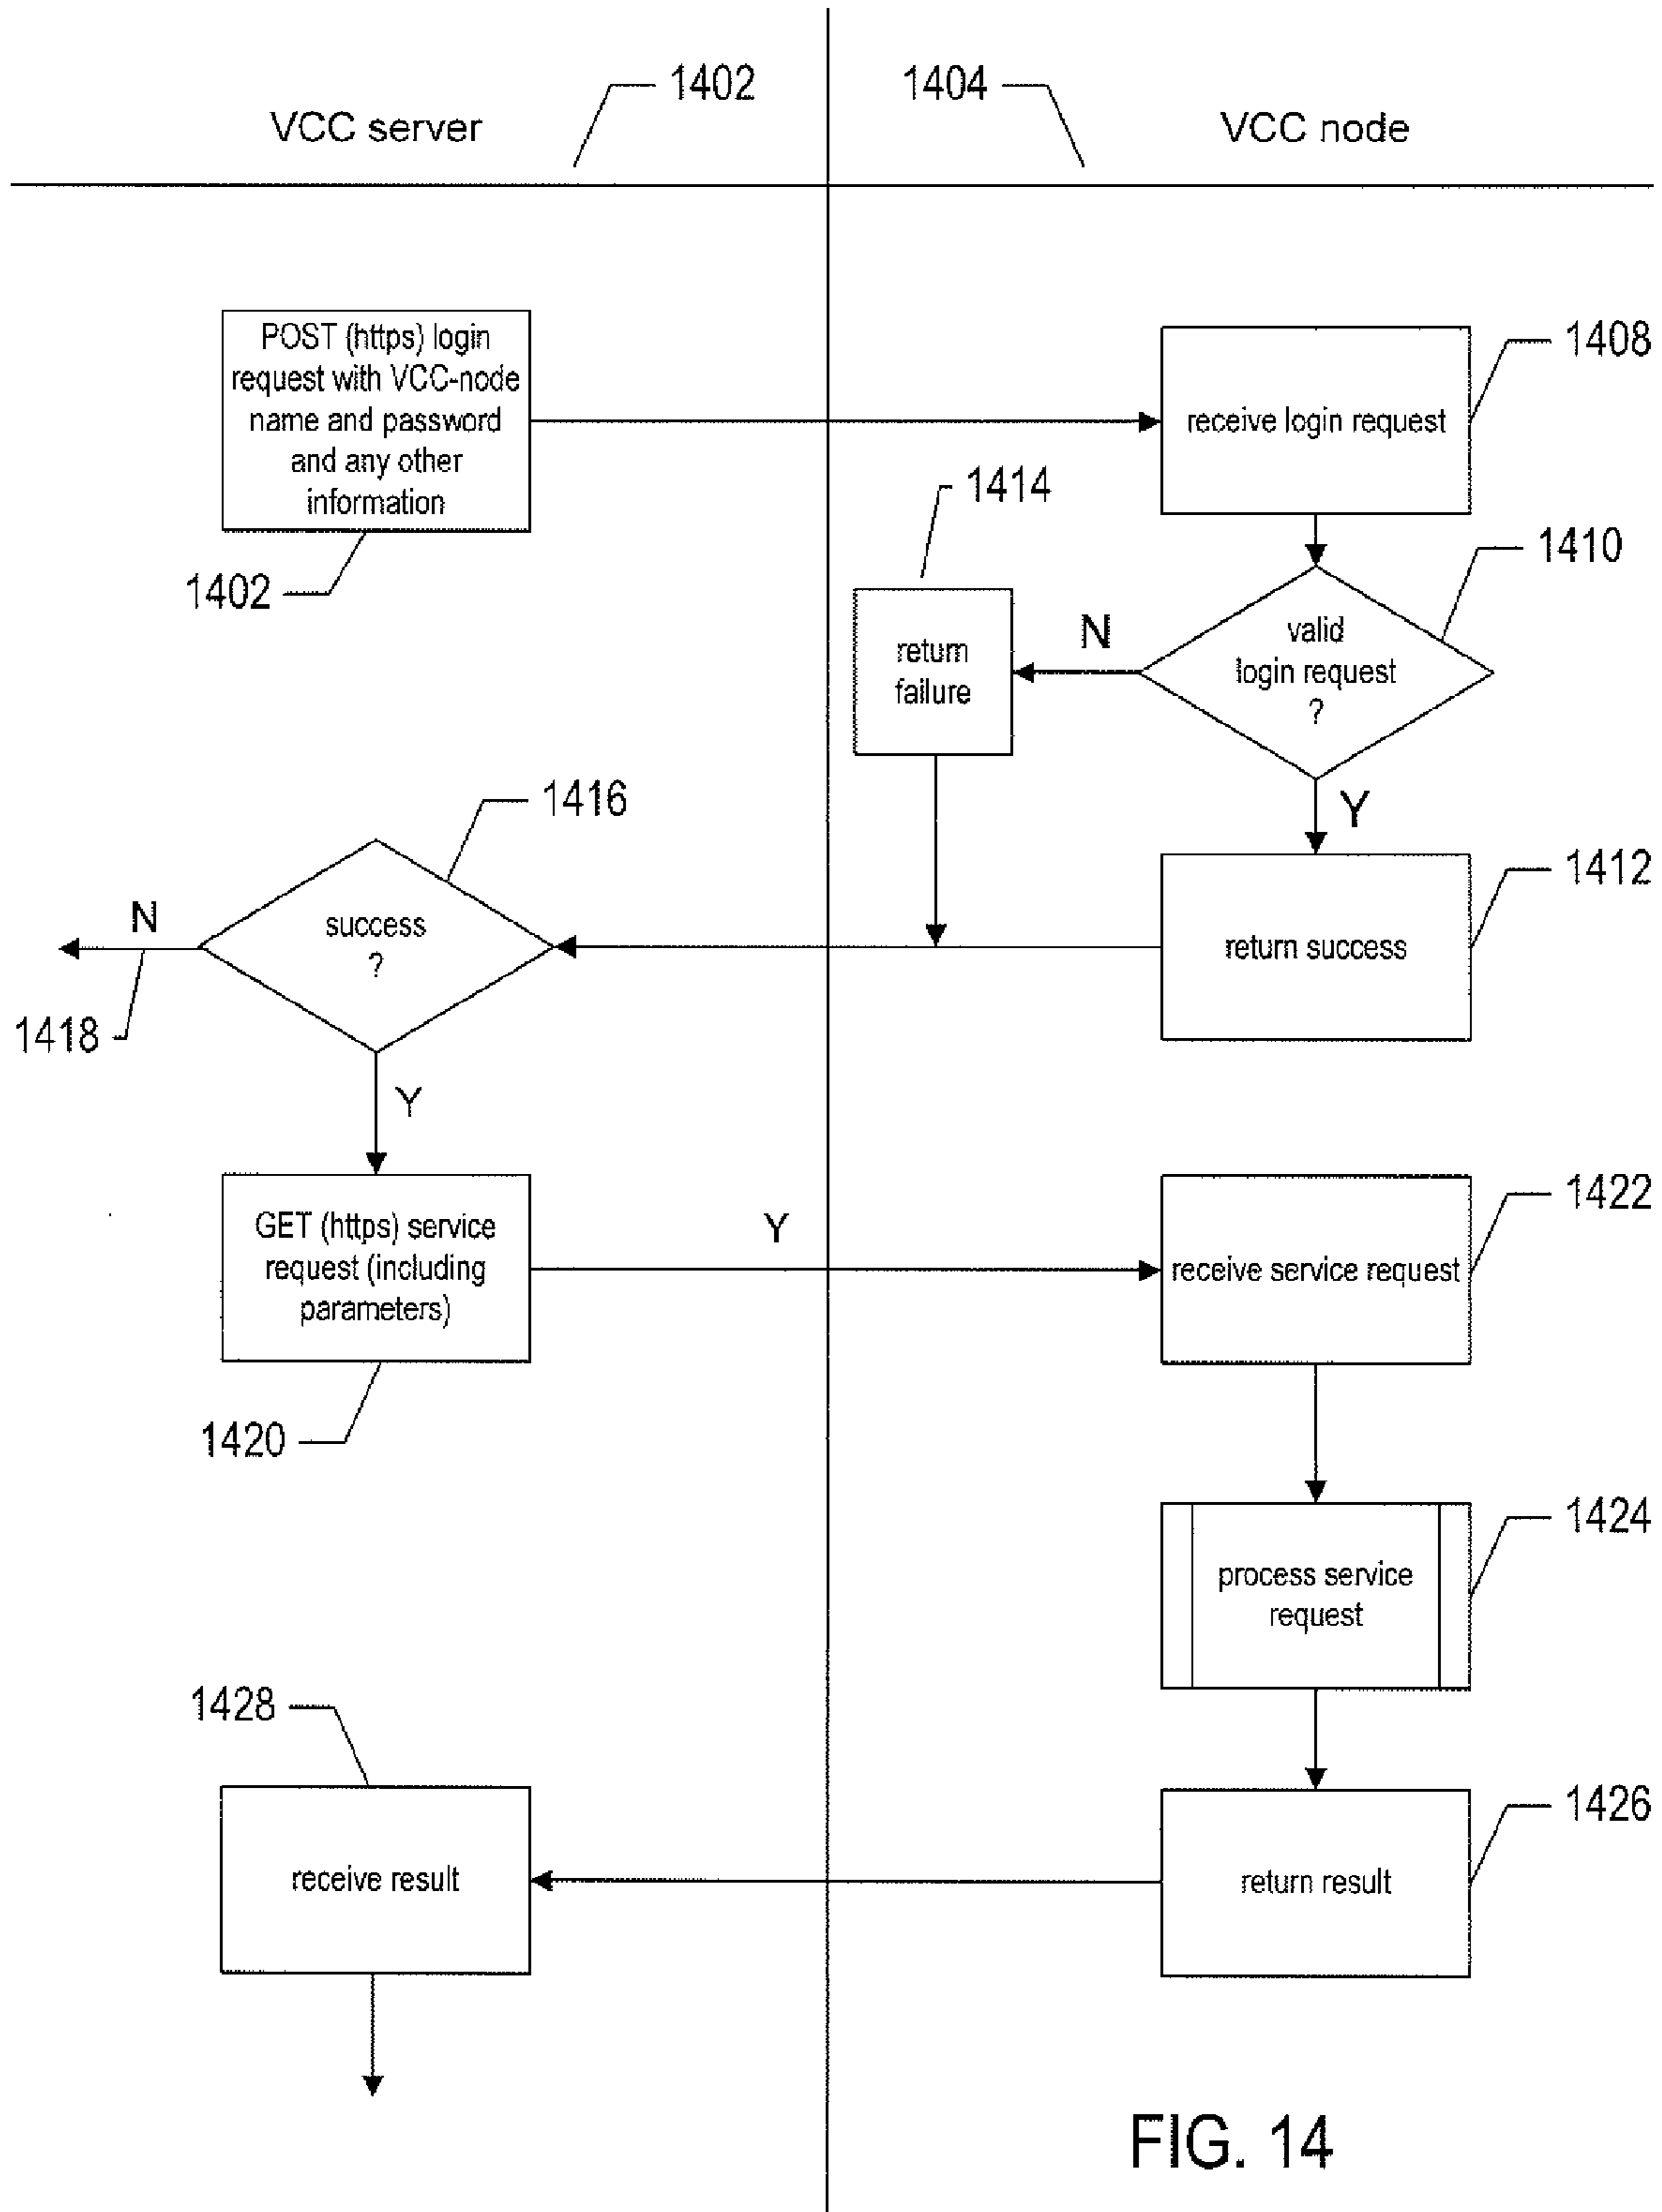 1402
1404
VCC server
VCC node
POST (https) login
request with VCC-node
name and password
and any other
information
1402
receive login request
1408
1414
1410
return
failure
N
valid
login request
?
Y
1416
success
?
N
1418
Y
return success
1412
GET (https) service
request (including
parameters)
1420
Y
receive service request
1422
process service
request
1424
1428
receive result
return result
1426
FIG. 14